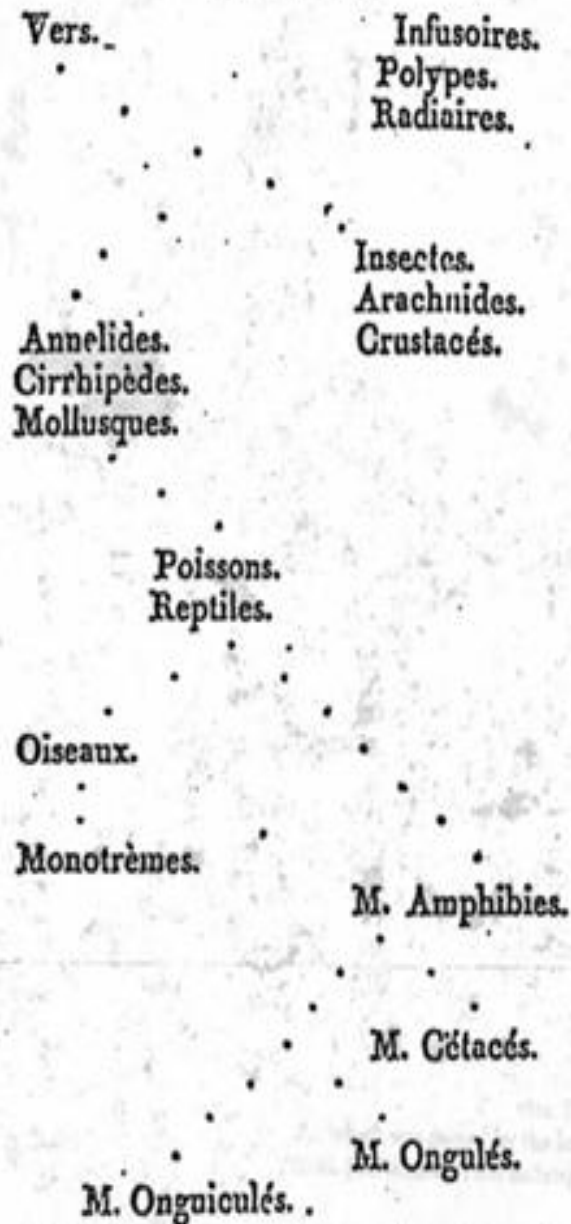 Vers.
Infusoires.
Polypes.
Radiaires.
Insectes.
Arachnides.
Crustacés.
Annelides.
Cirrhipèdes.
Mollusques.
Poissons.
Reptiles.
Oiseaux.
Monotrèmes.
M. Amphibies.
M. Cétacés.
M. Ongulés.
M. Onguiculés.